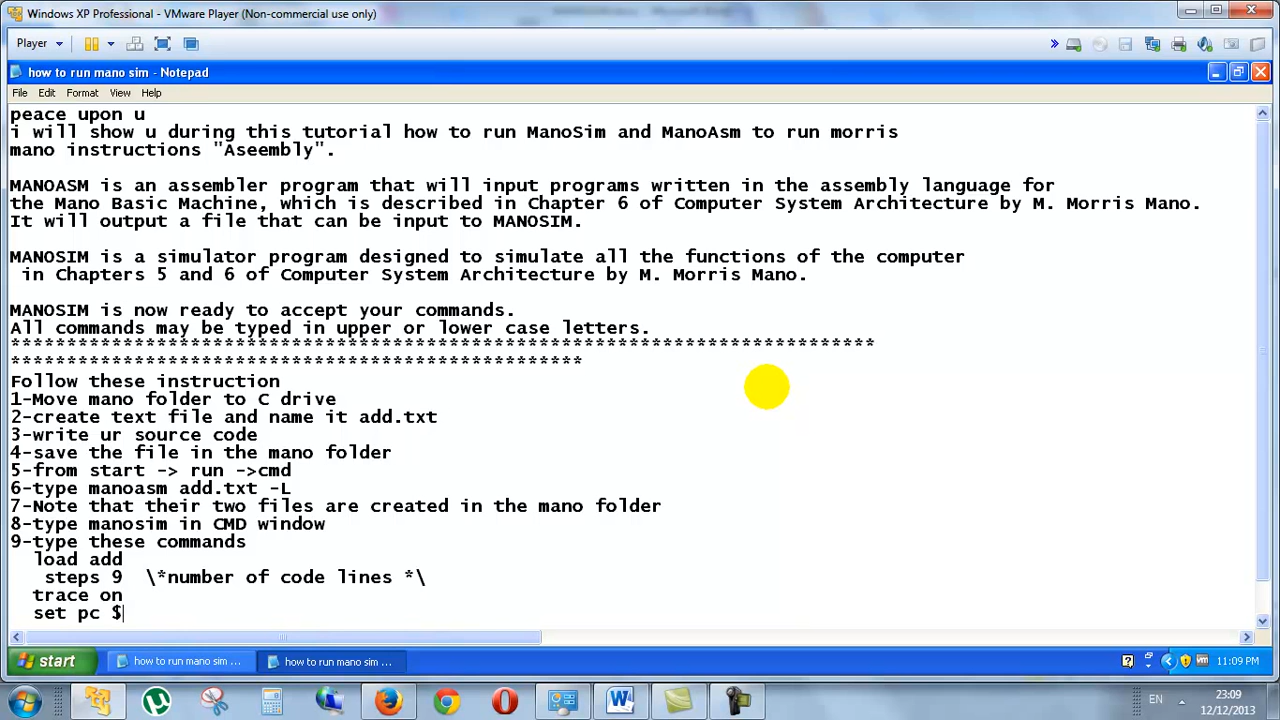 Windows XP Professional - VMware Player (Non-commercial use only)
Player
how to run mano sim - Notepad
File Edit Format View Help
peace upon u
i will show u during this tutorial how to run ManoSim and ManoAsm to run morris
mano instructions "Aseembly".
MANOASM is an assembler program that will input programs written in the assembly language for
the Mano Basic Machine, which is described in Chapter 6 of Computer System Architecture by M. Morris Mano.
It will output a file that can be input to MANOSIM.
MANOSIM is a simulator program designed to simulate all the functions of the computer
in Chapters 5 and 6 of Computer System Architecture by M. Morris Mano.
MANOSIM is now ready to accept your commands.
All commands may be typed in upper or lower case letters.
*****************************************************************************
***************************************************
Follow these instruction
1-Move mano folder to C drive
2-create text file and name it add.txt
3-write ur source code
4-save the file in the mano folder
5-from start -> run ->cmd
6-type manoasm add.txt -L
7-Note that their two files are created in the mano folder
8-type manosim in CMD window
9-type these commands
load add
steps 9 \*number of code lines *\
trace on
set pc $
start how to run mano sim ... how to run mano sim ... 11:09 PM
EN 23:09
12/12/2013